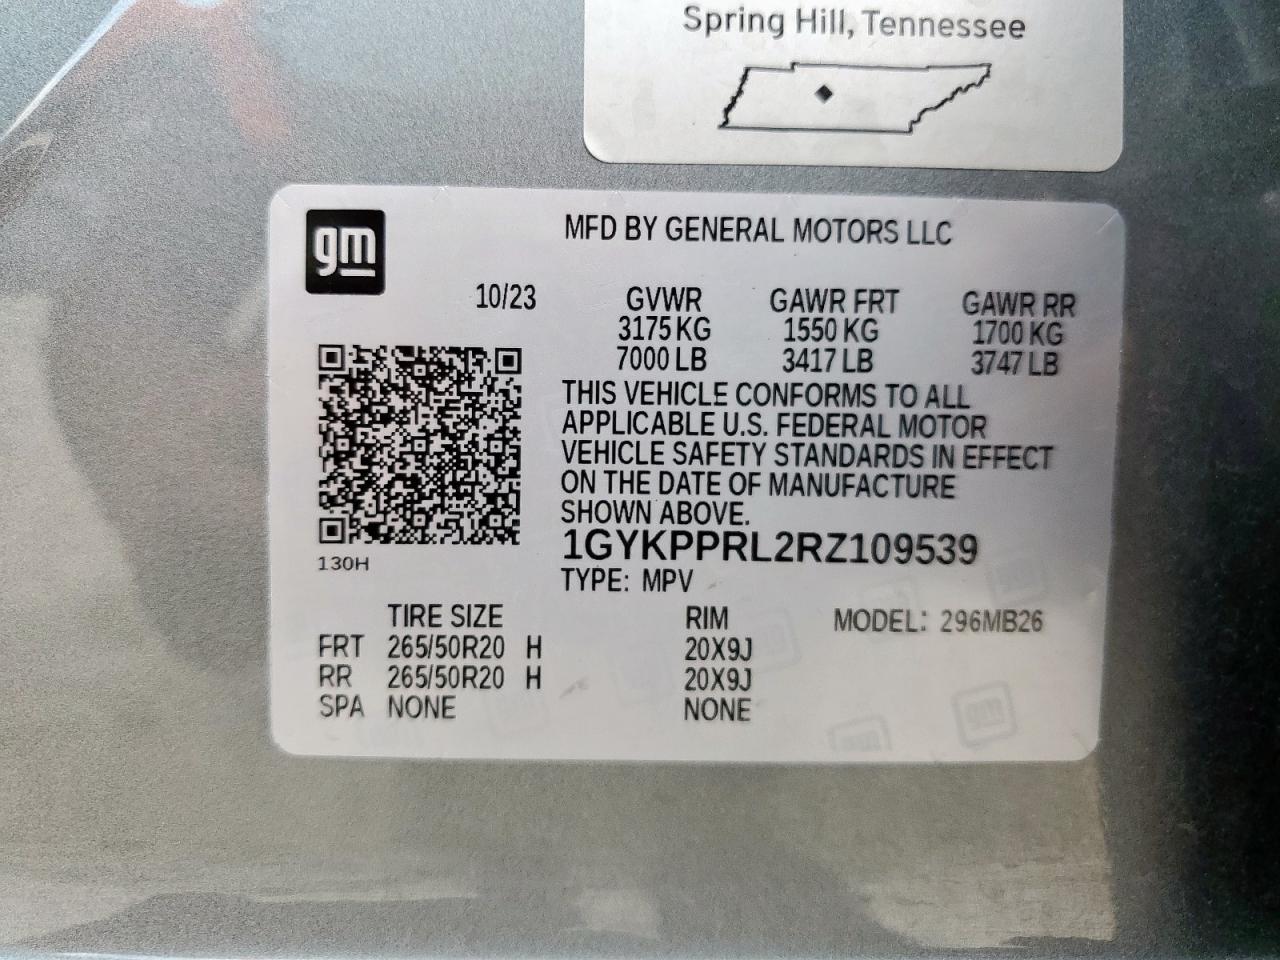 Spring Hill, Tennessee
gm
MFD BY GENERAL MOTORS LLC
10/23 GVWR GAWR FRT GAWR RR
3175 KG 1550 KG 1700 KG
7000 LB 3417 LB 3747 LB
THIS VEHICLE CONFORMS TO ALL
APPLICABLE U.S. FEDERAL MOTOR
VEHICLE SAFETY STANDARDS IN EFFECT
ON THE DATE OF MANUFACTURE
SHOWN ABOVE.
1GYKPPRL2RZ109539
130H
TYPE: MPV
TIRE SIZE RIM MODEL: 296MB26
FRT 265/50R20 H 20X9J
RR 265/50R20 H 20X9J
SPA NONE NONE
gm
gm